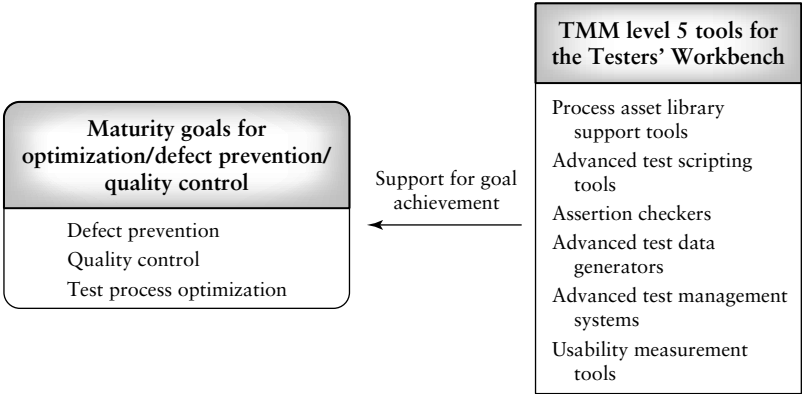 Maturity goals for
optimization/defect prevention/
quality control
Defect prevention
Quality control
Test process optimization
Support for goal
achievement
TMM level 5 tools for
the Testers’ Workbench
Process asset library
support tools
Advanced test scripting
tools
Assertion checkers
Advanced test data
generators
Advanced test management
systems
Usability measurement
tools